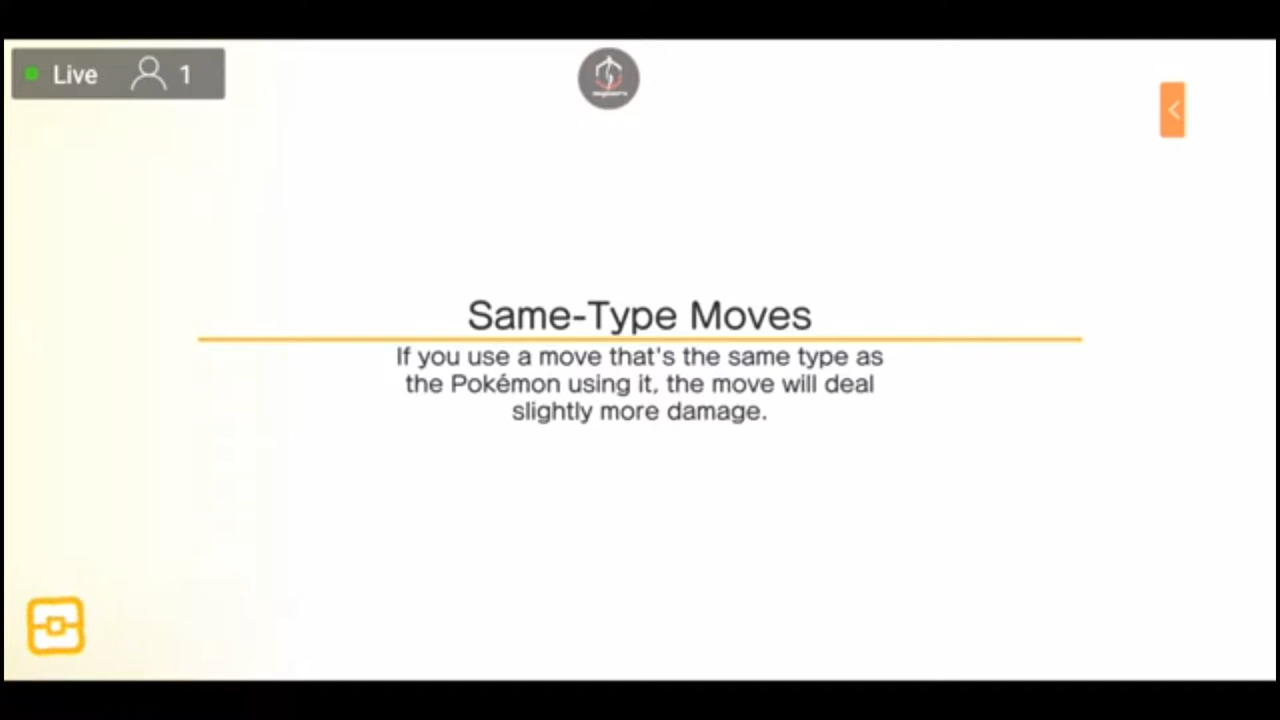 Live 1
Same-Type Moves
If you use a move that's the same type as
the Pokémon using it, the move will deal
slightly more damage.